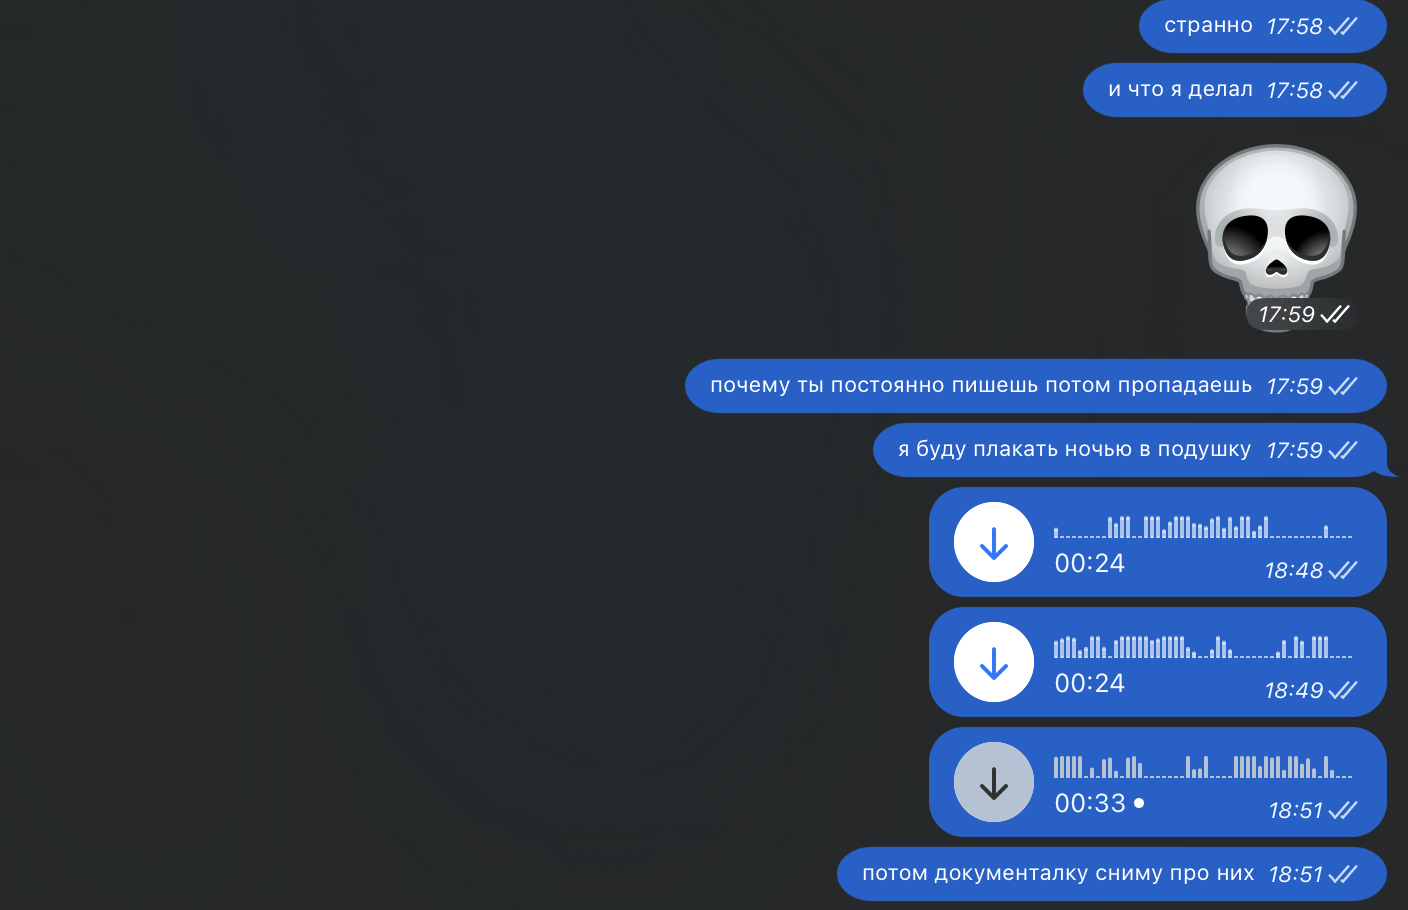 странно 17:58
и что я делал 17:58
17:59
почему ты постоянно пишешь потом пропадаешь 17:59
я буду плакать ночью в подушку 17:59
00:24 18:48
00:24 18:49
00:33 18:51
потом документалку сниму про них 18:51